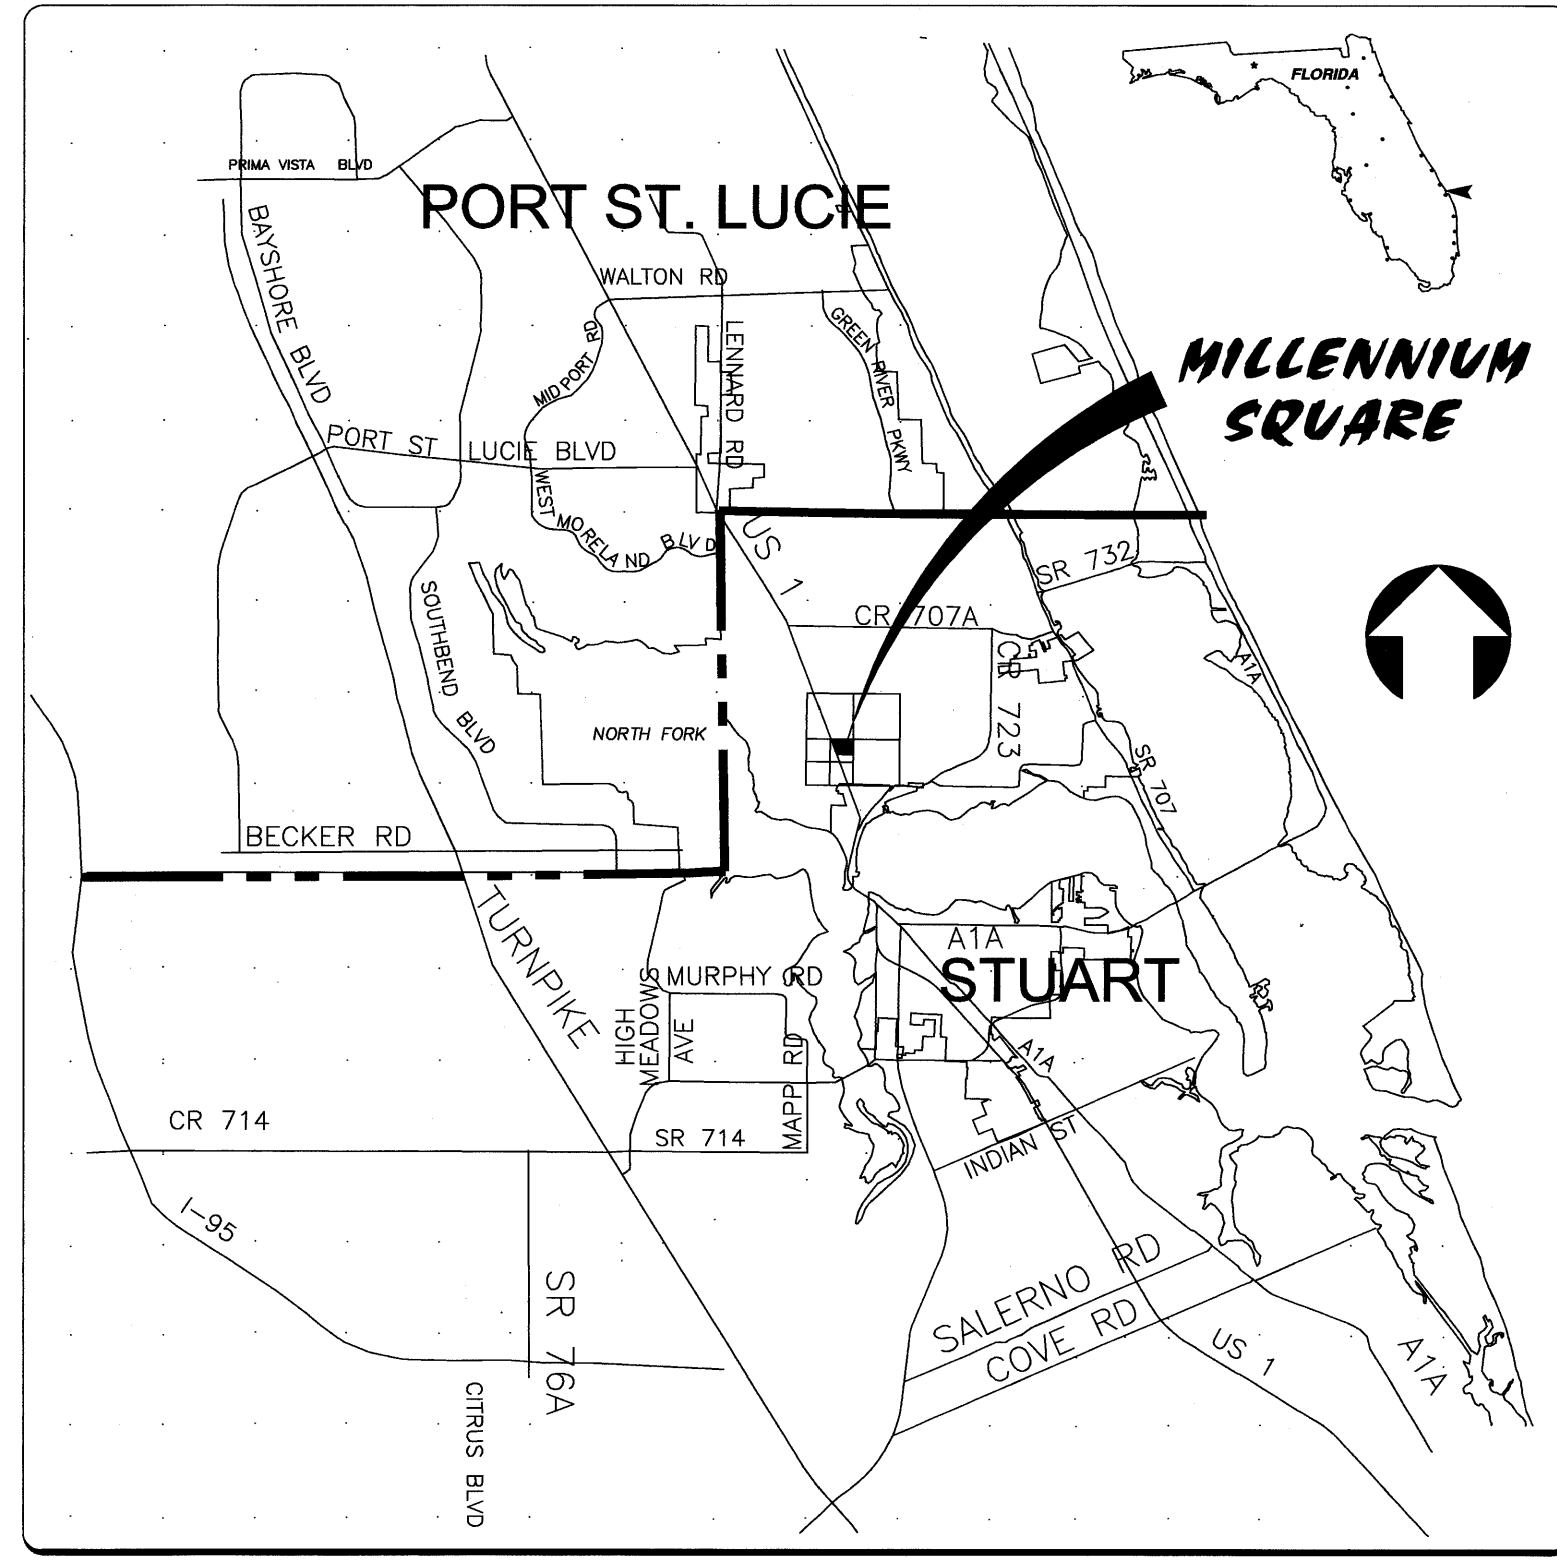 FLORIDA
PRIMA VISTA BLVD
PORT ST. LUCIE
BAYSHORE BLVD
WALTON RD
MIDPORT RD
LENNARD RD
GREEN RIVER PKWY
MILLENNIUM
SQUARE
PORT ST LUCIE BLVD
WEST MORELAND BLVD
US 1
SR 732
SOUTHBEND BLVD
CR 707A
CR 723
A1A
NORTH FORK
SR 707
BECKER RD
TURNPIKE
A1A
STUART
MURPHY RD
HIGH
MEADOWS
AVE
MAPP RD
A1A
CR 714
SR 714
INDIAN ST
I-95
SR 76A
SALERNO RD
COVE RD
US 1
A1A
CITRUS BLVD